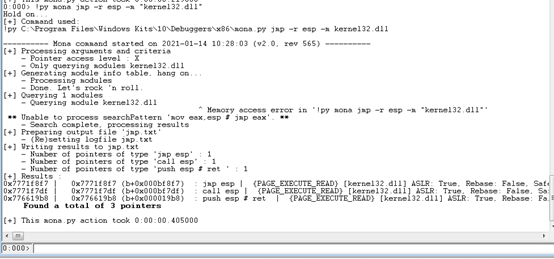 0:000> !py mona jmp -r esp -m "kernel32.dll"
Hold on...
[+] Command used:
!py C:\Program Files\Windows Kits\10\Debuggers\x86\mona.py jmp -r esp -m kernel32.dll
---------- Mona command started on 2021-01-14 10:28:03 (v2.0, rev 565) ----------
[+] Processing arguments and criteria
- Pointer access level : X
- Only querying modules kernel32.dll
[+] Generating module info table, hang on...
- Processing modules
- Done. Let's rock 'n roll.
[+] Querying 1 modules
- Querying module kernel32.dll
^ Memory access error in '!py mona jmp -r esp -m "kernel32.dll"'
** Unable to process searchPattern 'mov eax,esp # jmp eax'. **
- Search complete, processing results
[+] Preparing output file 'jmp.txt'
- (Re)setting logfile jmp.txt
[+] Writing results to jmp.txt
- Number of pointers of type 'jmp esp' : 1
- Number of pointers of type 'call esp' : 1
- Number of pointers of type 'push esp # ret ' : 1
[+] Results :
0x7771f8f7 | 0x7771f8f7 (b+0x000bf8f7) : jmp esp | {PAGE_EXECUTE_READ} [kernel32.dll] ASLR: True, Rebase: False, Safe
0x7771f7df | 0x7771f7df (b+0x000bf7df) : call esp | {PAGE_EXECUTE_READ} [kernel32.dll] ASLR: True, Rebase: False, Saf
0x776619b8 | 0x776619b8 (b+0x000019b8) : push esp # ret | {PAGE_EXECUTE_READ} [kernel32.dll] ASLR: True, Rebase: Fals
Found a total of 3 pointers
[+] This mona.py action took 0:00:00.405000
0:000>